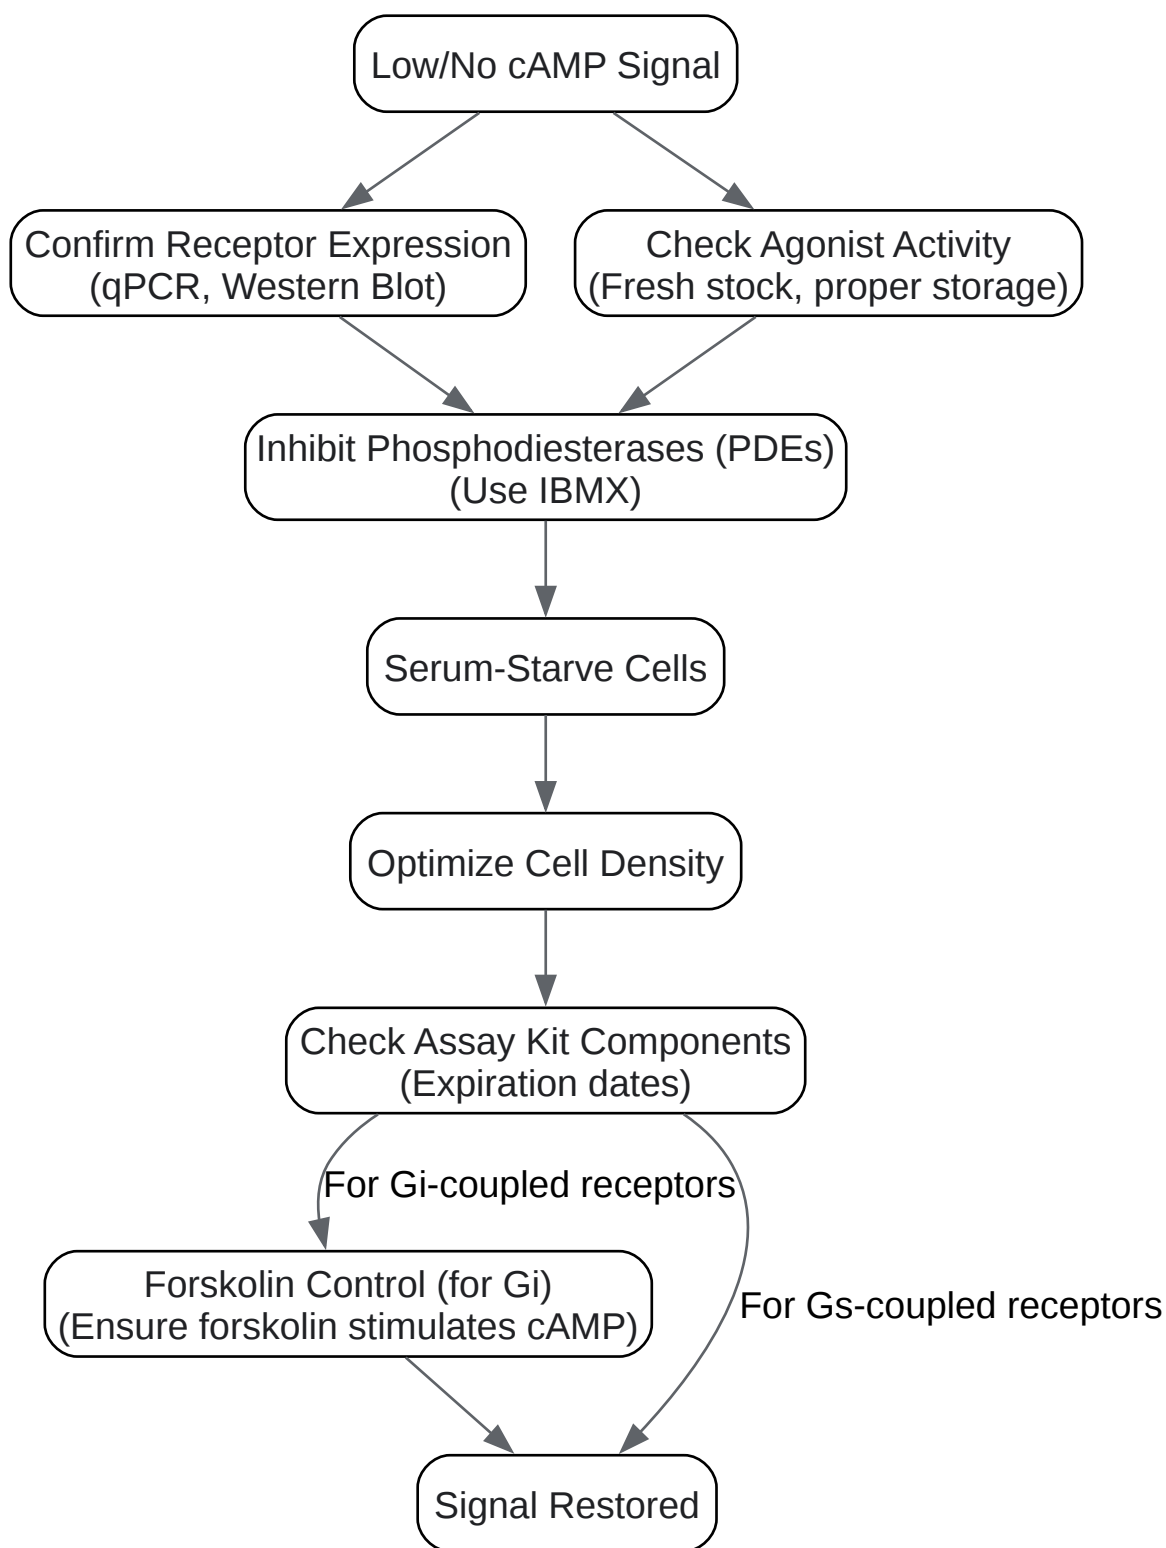 Low/No cAMP Signal
Confirm Receptor Expression
(qPCR, Western Blot)
Check Agonist Activity
(Fresh stock, proper storage)
Inhibit Phosphodiesterases (PDEs)
(Use IBMX)
Serum-Starve Cells
Optimize Cell Density
Check Assay Kit Components
(Expiration dates)
For Gi-coupled receptors
Forskolin Control (for Gi)
(Ensure forskolin stimulates cAMP)
For Gs-coupled receptors
Signal Restored